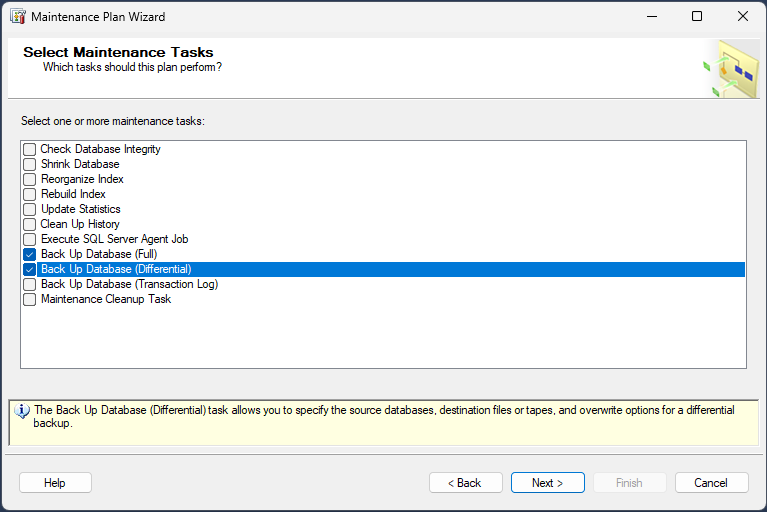 Maintenance Plan Wizard
Select Maintenance Tasks
Which tasks should this plan perform?
Select one or more maintenance tasks:
Check Database Integrity
Shrink Database
Reorganize Index
Rebuild Index
Update Statistics
Clean Up History
Execute SQL Server Agent Job
Back Up Database (Full)
Back Up Database (Differential)
Back Up Database (Transaction Log)
Maintenance Cleanup Task
The Back Up Database (Differential) task allows you to specify the source databases, destination files or tapes, and overwrite options for a differential
backup.
Help
< Back
Next >
Finish
Cancel